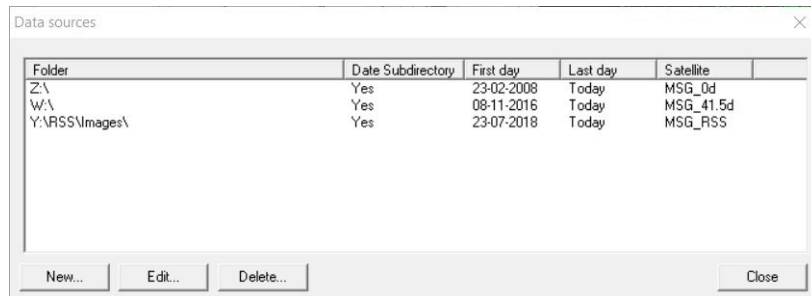 Data sources
Folder Date Subdirectory First day Last day Satellite
Z:\ Yes 23-02-2008 Today MSG_0d
W:\ Yes 08-11-2016 Today MSG_41.5d
Y:\RSS\Images\ Yes 23-07-2018 Today MSG_RSS
New... Edit... Delete... Close